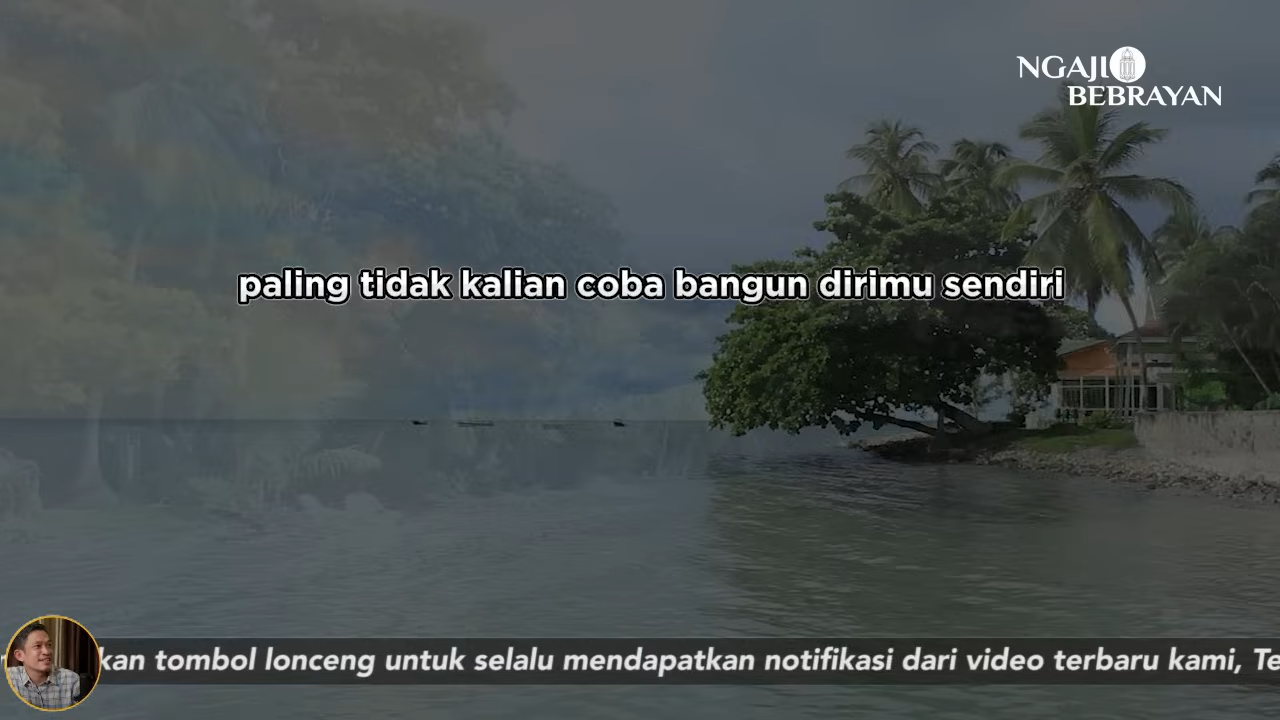 NGAJI
BEBRAYAN
paling tidak kalian coba bangun dirimu sendiri
kan tombol lonceng untuk selalu mendapatkan notifikasi dari video terbaru kami, Te